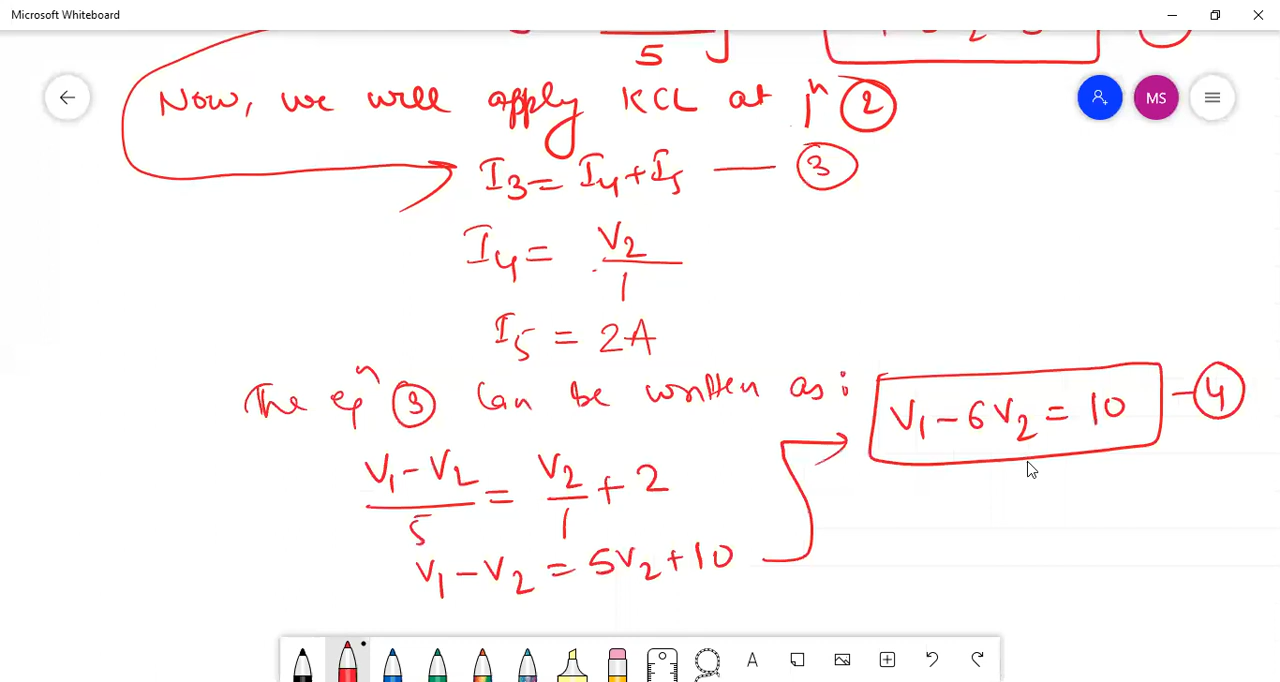 Microsoft Whiteboard
5
Now, we will apply KCL at jⁿ ②
I₃ = I₄ + I₅ — ③
I₄ = V₂/1
I₅ = 2A
The eqⁿ ③ can be written as:
V₁ - 6V₂ = 10 - ④
(V₁ - V₂)/5 = V₂/1 + 2
V₁ - V₂ = 5V₂ + 10
MS
A